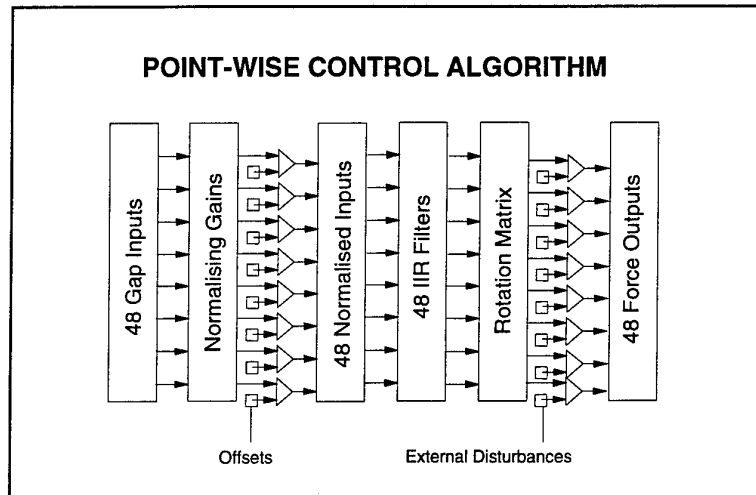 POINT-WISE CONTROL ALGORITHM
48 Gap Inputs
Normalising Gains
48 Normalised Inputs
48 IIR Filters
Rotation Matrix
48 Force Outputs
Offsets
External Disturbances